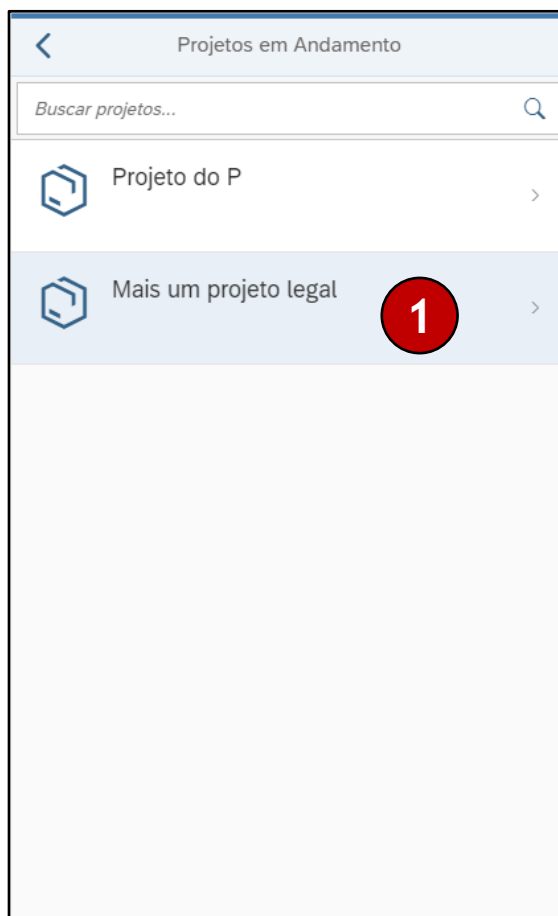 Projetos em Andamento
Buscar projetos...
Projeto do P
Mais um projeto legal
1